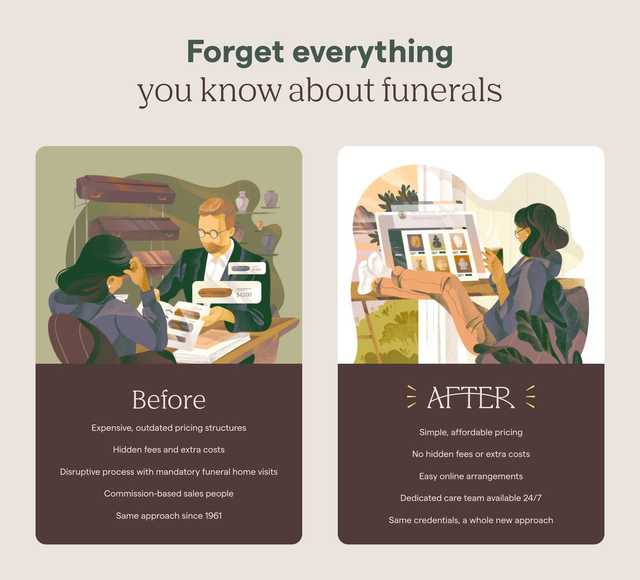 Forget everything
you know about funerals
Before
Expensive, outdated pricing structures
Hidden fees and extra costs
Disruptive process with mandatory funeral home visits
Commission-based sales people
Same approach since 1961
AFTER
Simple, affordable pricing
No hidden fees or extra costs
Easy online arrangements
Dedicated care team available 24/7
Same credentials, a whole new approach